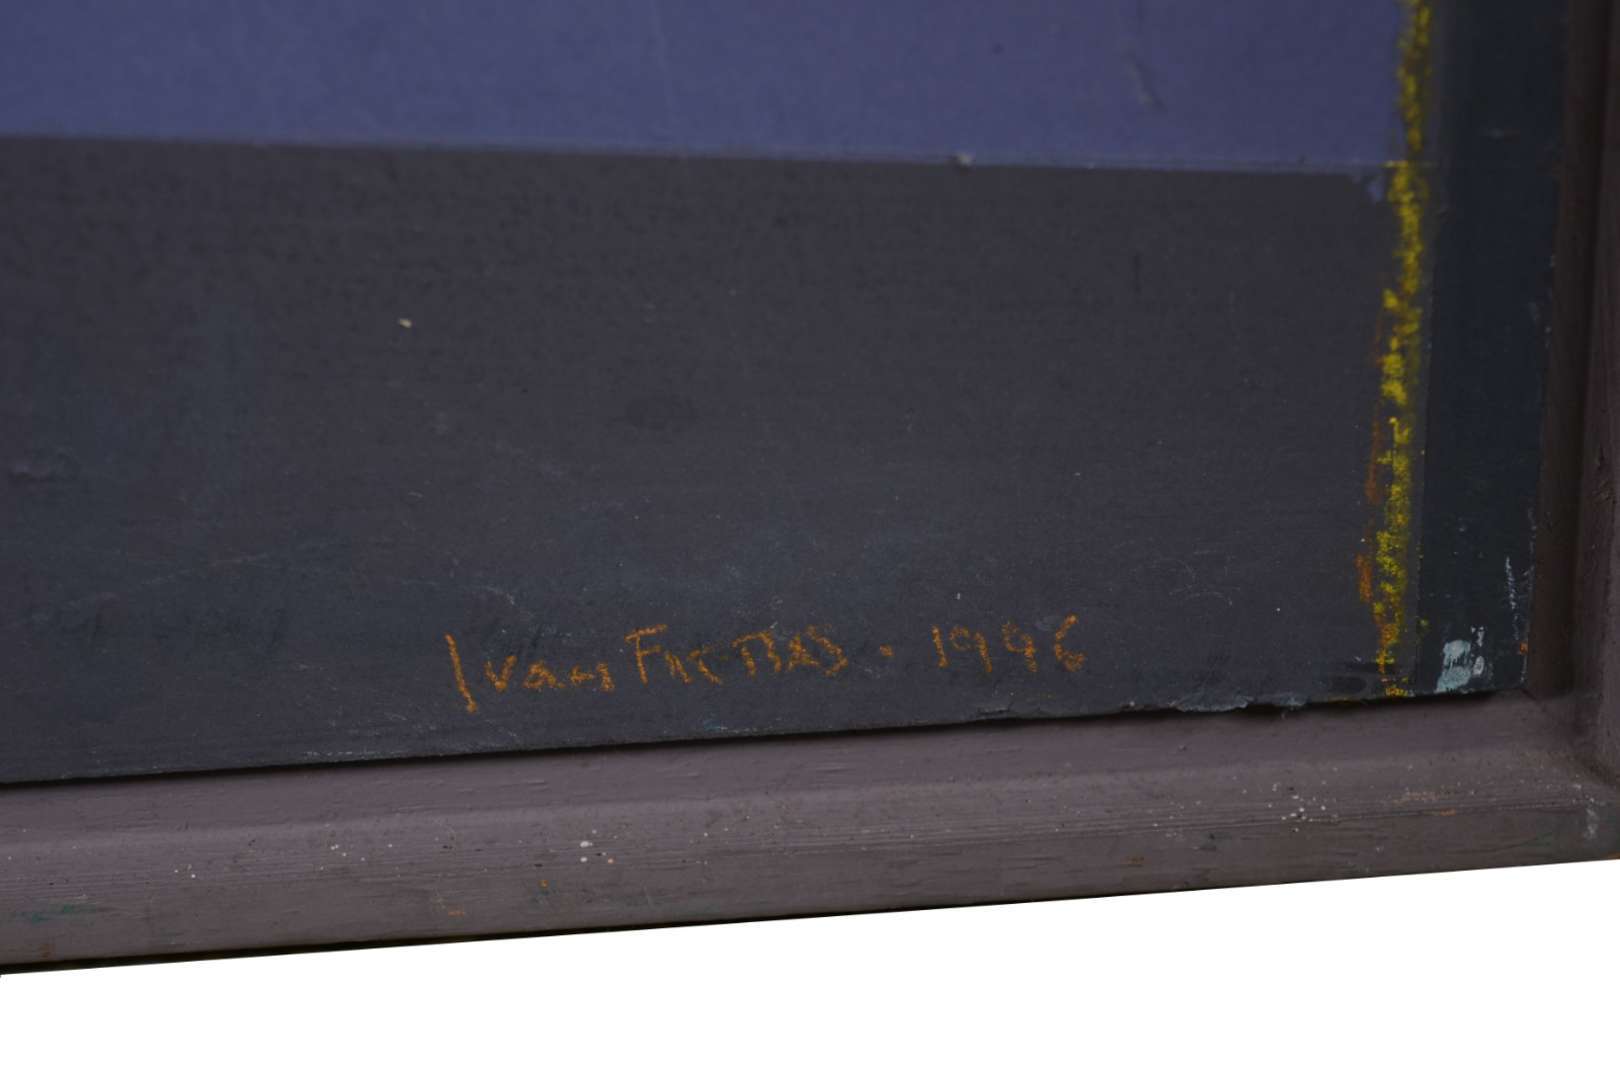 Ivan Freitas . 1996